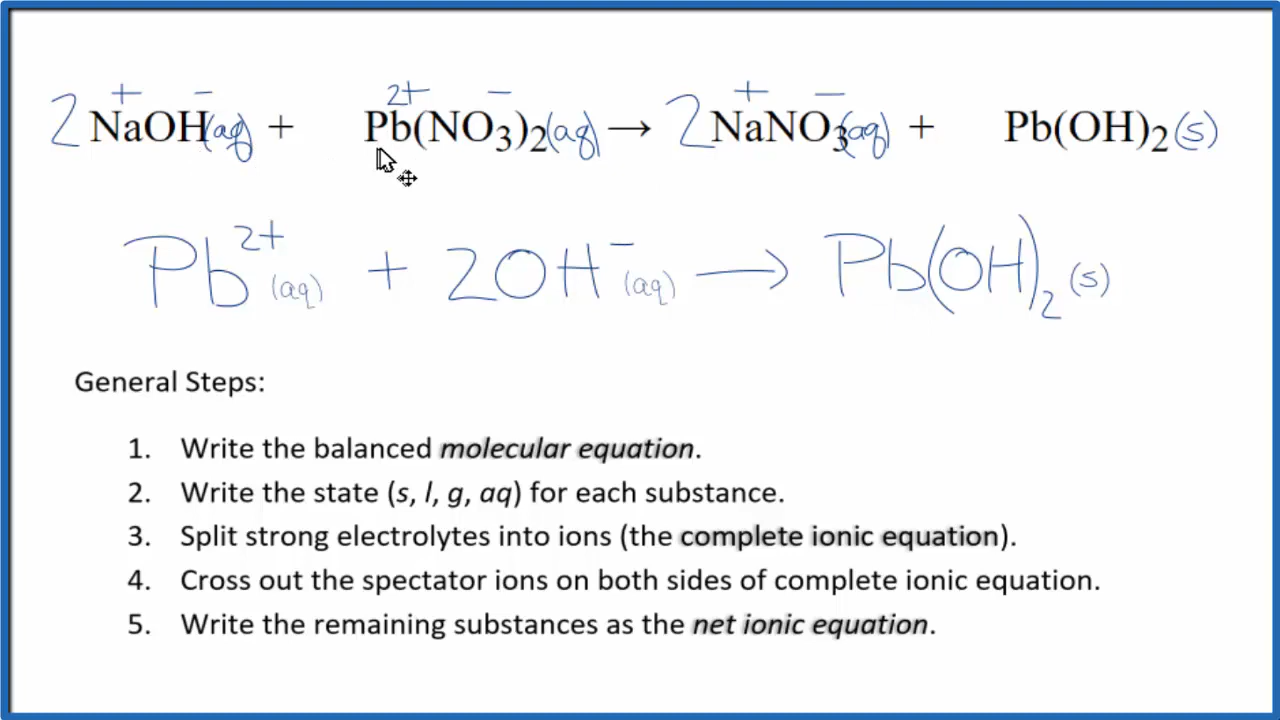 2 NaOH(aq) + Pb(NO₃)₂(aq) → 2 NaNO₃(aq) + Pb(OH)₂(s)
+ − 2+ − + −
Pb²⁺(aq) + 2OH⁻(aq) → Pb(OH)₂(s)
General Steps:
1. Write the balanced molecular equation.
2. Write the state (s, l, g, aq) for each substance.
3. Split strong electrolytes into ions (the complete ionic equation).
4. Cross out the spectator ions on both sides of complete ionic equation.
5. Write the remaining substances as the net ionic equation.